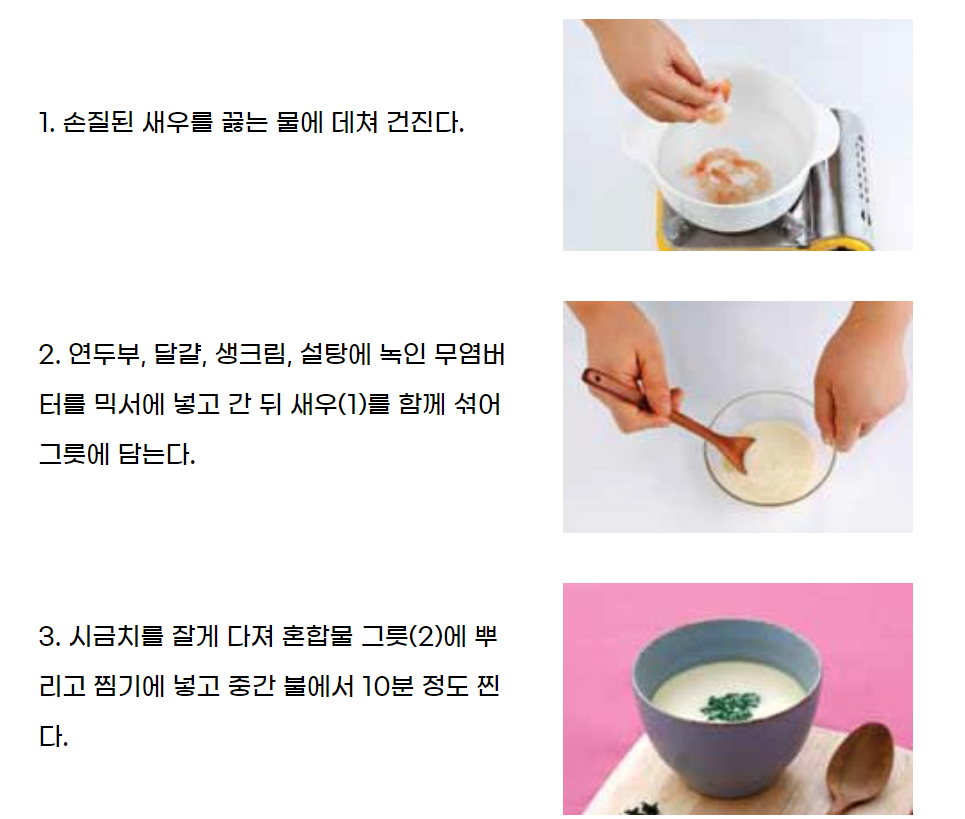 1. 손질된 새우를 끓는 물에 데쳐 건진다.
2. 연두부, 달걀, 생크림, 설탕에 녹인 무염버
터를 믹서에 넣고 간 뒤 새우(1)를 함께 섞어
그릇에 담는다.
3. 시금치를 잘게 다져 혼합물 그릇(2)에 뿌
리고 찜기에 넣고 중간 불에서 10분 정도 찐
다.